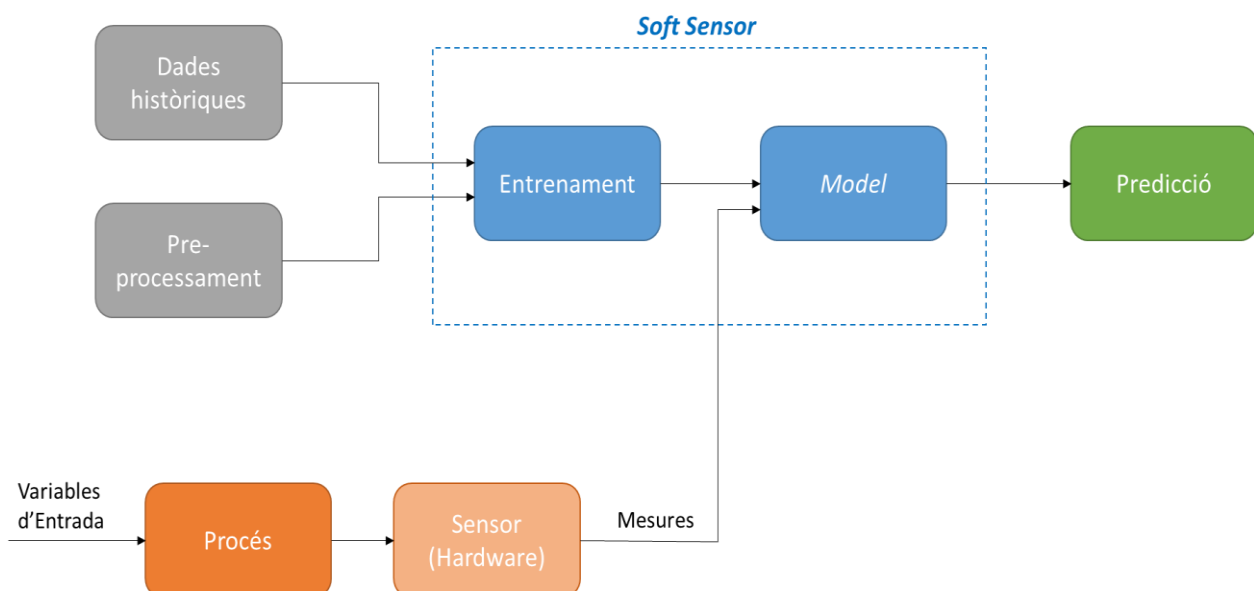 Soft Sensor
Dades
històriques
Entrenament
Model
Predicció
Pre-
processament
Variables
d’Entrada
Procés
Sensor
(Hardware)
Mesures